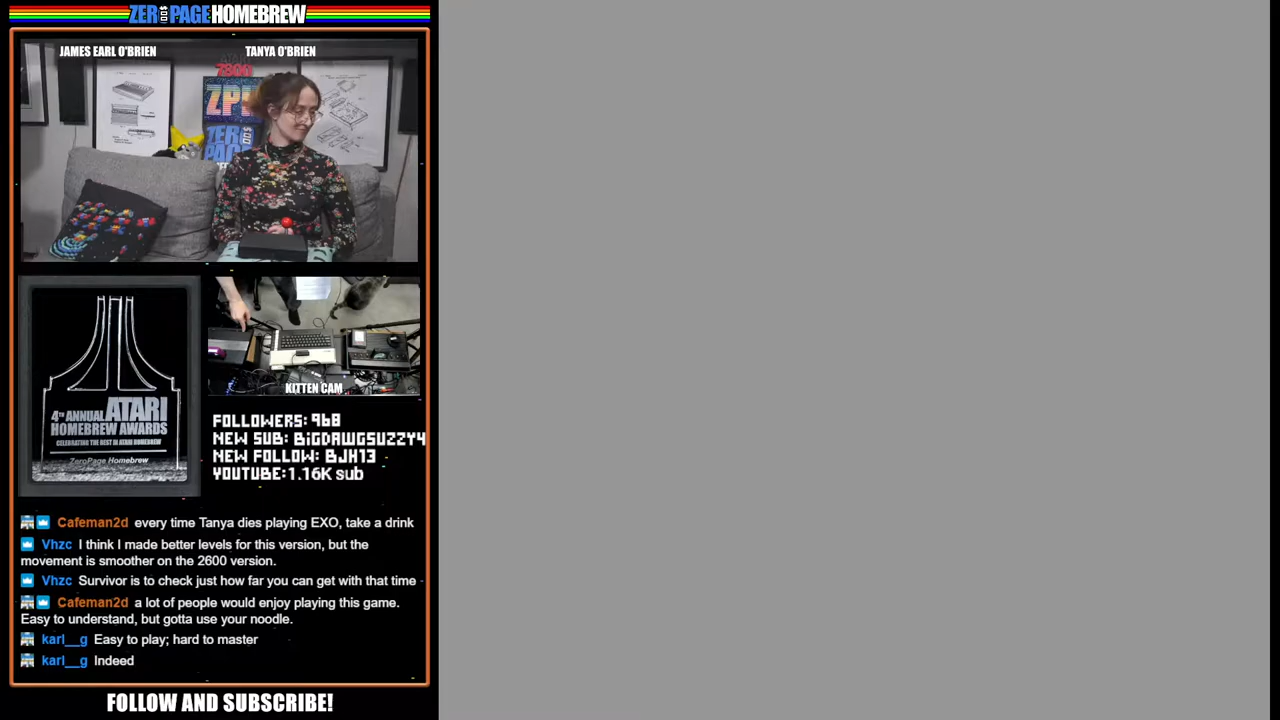 ZEROPAGE HOMEBREW
JAMES EARL O'BRIEN
TANYA O'BRIEN
7800
ZPH
ZERO
PAGE
4TH ANNUAL ATARI
HOMEBREW AWARDS
CELEBRATING THE BEST IN ATARI HOMEBREW
ZeroPage Homebrew
KITTEN CAM
FOLLOWERS: 968
NEW SUB: BIGDAWGSUZZY4
NEW FOLLOW: BJH13
YOUTUBE: 1.16K sub
Cafeman2d every time Tanya dies playing EXO, take a drink
Vhzc I think I made better levels for this version, but the
movement is smoother on the 2600 version.
Vhzc Survivor is to check just how far you can get with that time
Cafeman2d a lot of people would enjoy playing this game.
Easy to understand, but gotta use your noodle.
karl__g Easy to play; hard to master
karl__g Indeed
FOLLOW AND SUBSCRIBE!